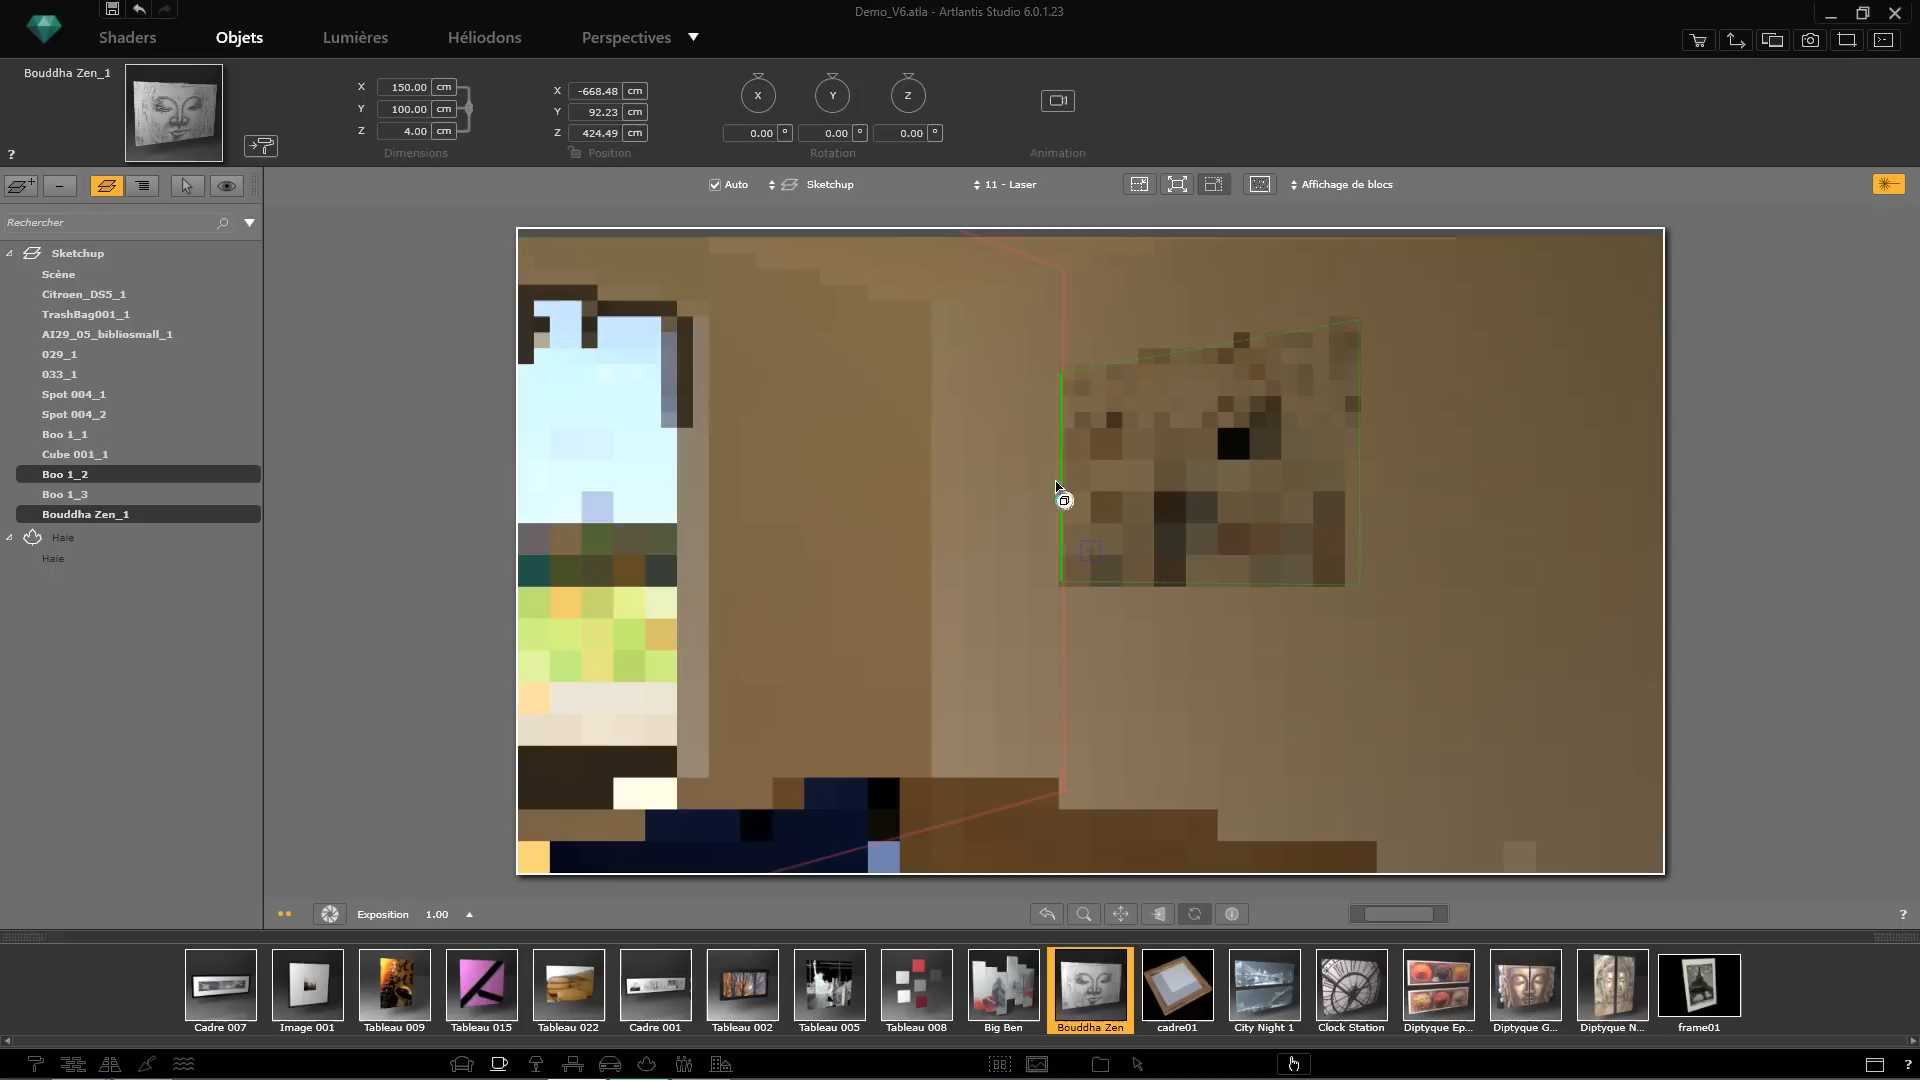 Demo_V6.atla - Artlantis Studio 6.0.1.23
Shaders
Objets
Lumières
Héliodons
Perspectives
Bouddha Zen_1
X 150.00 cm
Y 100.00 cm
Z 4.00 cm
Dimensions
X -668.48 cm
Y 92.23 cm
Z 424.49 cm
Position
X Y Z
0.00 ° 0.00 ° 0.00 °
Rotation
Animation
?
Auto
Sketchup
11 - Laser
Affichage de blocs
Rechercher
Sketchup
Scène
Citroen_DS5_1
TrashBag001_1
AI29_05_bibliosmall_1
029_1
033_1
Spot 004_1
Spot 004_2
Boo 1_1
Cube 001_1
Boo 1_2
Boo 1_3
Bouddha Zen_1
Haie
Haie
Exposition 1.00
?
Cadre 007
Image 001
Tableau 009
Tableau 015
Tableau 022
Cadre 001
Tableau 002
Tableau 005
Tableau 008
Big Ben
Bouddha Zen
cadre01
City Night 1
Clock Station
Diptyque Ep...
Diptyque G...
Diptyque N...
frame01
?